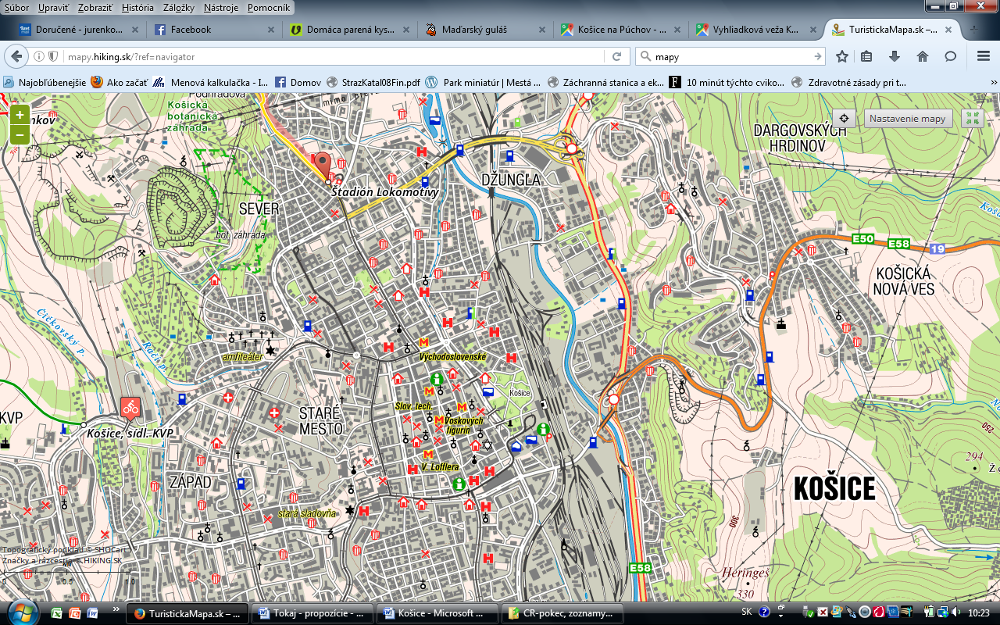 Súbor Upraviť Zobraziť História Záložky Nástroje Pomocník
Doručené - jurenko...
Facebook
Domáca parená kys...
Maďarský guláš
Košice na Púchov - ...
Vyhliadková veža K...
TuristickaMapa.sk –...
mapy.hiking.sk/?ref=navigator
mapy
Najobľúbenejšie
Ako začať
Menová kalkulačka - I...
Domov
StrazKatal08Fin.pdf
Park miniatúr | Mestá ...
Záchranná stanica a ek...
10 minút týchto cviko...
Zdravotné zásady pri t...
»
Podhradová
mimo prev
Košická
botanická
záhrada
nkov
+
−
Nastavenie mapy
DARGOVSKÝCH
HRDINOV
DŽUNGĽA
Štadión Lokomotívy
SEVER
bot. záhrada
E50
E58
19
KOŠICKÁ
NOVÁ VES
Čičkovský p.
amfiteáter
Východoslovenské
Košice
Slov. tech.
Voskových
figurín
STARÉ
MESTO
KVP
Košice, sídl. KVP
V. Löfflera
ZÁPAD
stará sladovňa
KOŠICE
250
294
300
Heringeš
330
E58
Topografický podklad © SHOCart
Značky a rázcestia © HIKING.SK
km
0 0.5 1.0
TuristickaMapa.sk –...
Tokaj - propozície - ...
Košice - Microsoft ...
CR-pokec, zoznamy...
SK
10:23